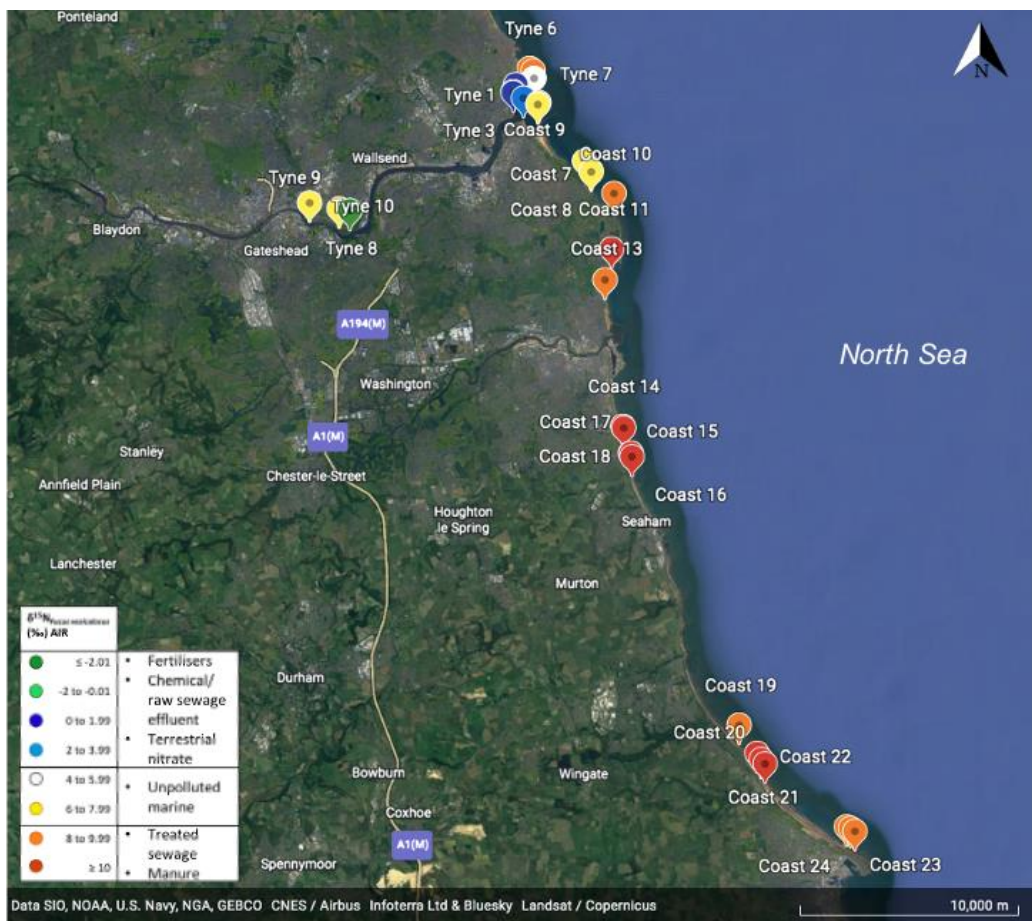 Ponteland
Tyne 6
Tyne 7
N
Tyne 1
Tyne 3
Coast 9
Wallsend
Coast 10
Tyne 9
Coast 7
Tyne 10
Coast 8
Coast 11
Blaydon
Gateshead
Tyne 8
Coast 13
A194(M)
North Sea
Washington
Coast 14
Coast 17
Coast 15
A1(M)
Stanley
Coast 18
Chester-le-Street
Annfield Plain
Coast 16
Houghton
le Spring
Seaham
Lanchester
Murton
δ¹⁵N
(‰) AIR
≤ -2.01
-2 to -0.01
0 to 1.99
2 to 3.99
4 to 5.99
6 to 7.99
8 to 9.99
≥ 10
• Fertilisers
• Chemical/
raw sewage
effluent
• Terrestrial
nitrate
• Unpolluted
marine
• Treated
sewage
• Manure
Durham
Coast 19
Coast 20
Coast 22
Bowburn
Wingate
Coast 21
Coxhoe
A1(M)
Spennymoor
Coast 24
Coast 23
Data SIO, NOAA, U.S. Navy, NGA, GEBCO CNES / Airbus Infoterra Ltd & Bluesky Landsat / Copernicus
10,000 m